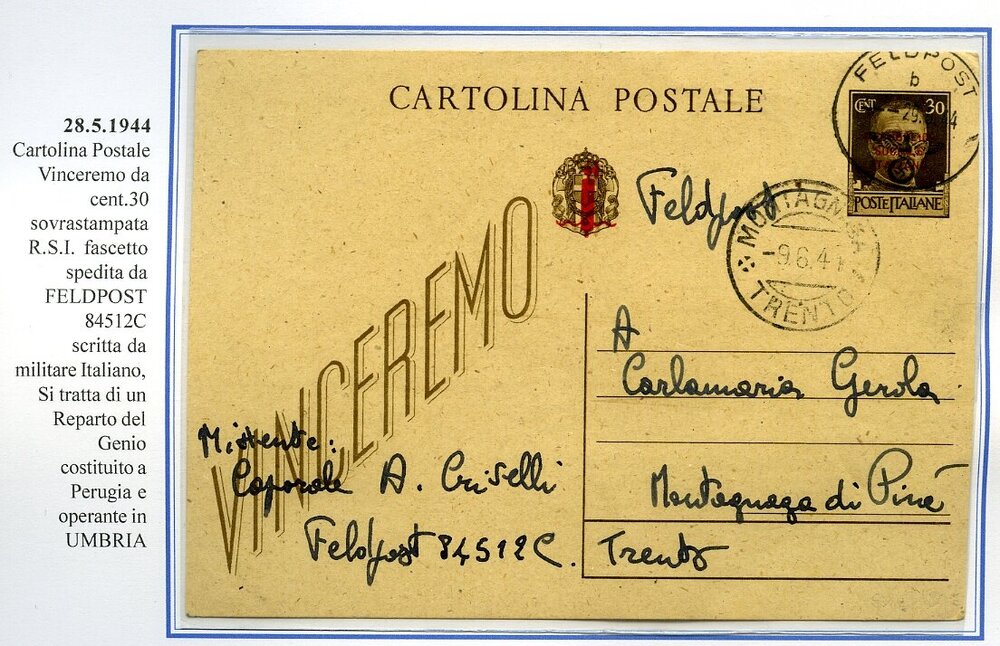 28.5.1944
Cartolina Postale
Vinceremo da
cent.30
sovrastampata
R.S.I. fascetto
spedita da
FELDPOST
84512C
scritta da
militare Italiano,
Si tratta di un
Reparto del
Genio
costituito a
Perugia e
operante in
UMBRIA
CARTOLINA POSTALE
FELDPOST
b
CENT 30
POSTE ITALIANE
Feldpost
MONTAGNAGA
-9.6.44
TRENTO
VINCEREMO
A
Carlamaria Gerola
Montagnaga di Piné
Trento
Mittente:
Caporale A. Criselli
Feldpost 84512C.